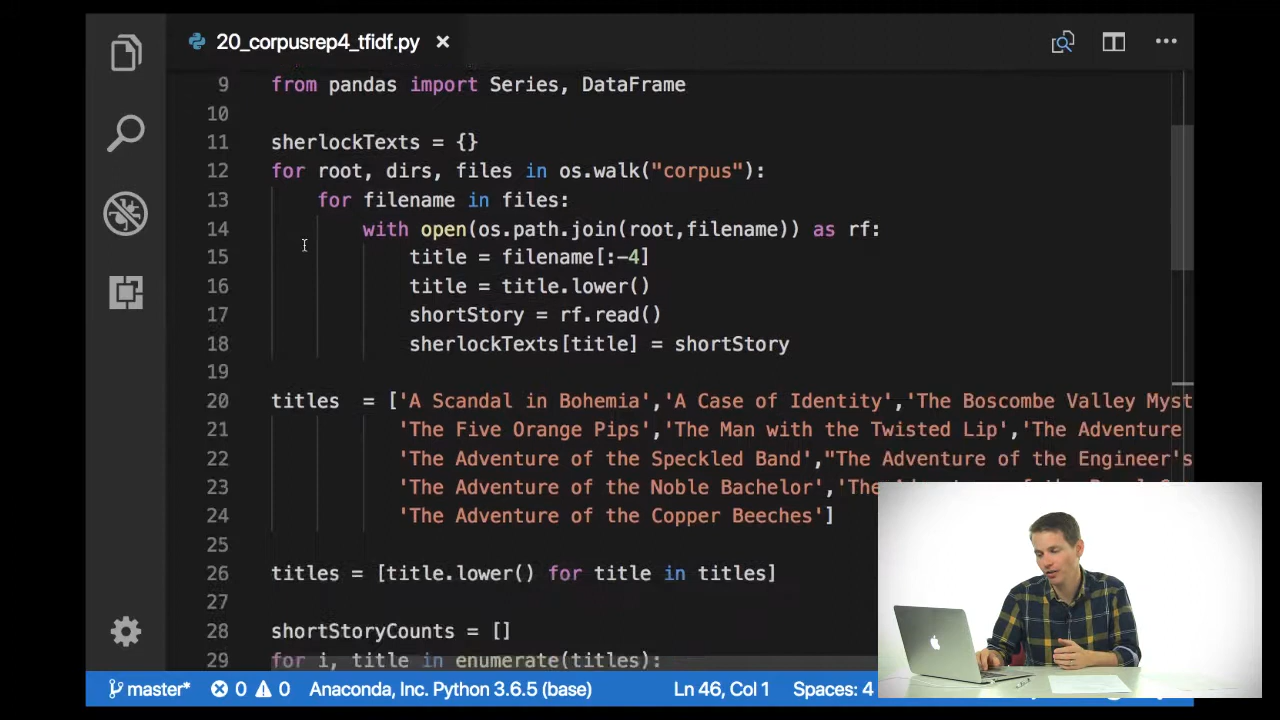 20_corpusrep4_tfidf.py
9 from pandas import Series, DataFrame
10
11 sherlockTexts = {}
12 for root, dirs, files in os.walk("corpus"):
13 for filename in files:
14 with open(os.path.join(root,filename)) as rf:
15 title = filename[:-4]
16 title = title.lower()
17 shortStory = rf.read()
18 sherlockTexts[title] = shortStory
19
20 titles = ['A Scandal in Bohemia','A Case of Identity','The Boscombe Valley Myst
21 'The Five Orange Pips','The Man with the Twisted Lip','The Adventure
22 'The Adventure of the Speckled Band',"The Adventure of the Engineer's
23 'The Adventure of the Noble Bachelor','The
24 'The Adventure of the Copper Beeches']
25
26 titles = [title.lower() for title in titles]
27
28 shortStoryCounts = []
29 for i, title in enumerate(titles):
master* 0 0 Anaconda, Inc. Python 3.6.5 (base) Ln 46, Col 1 Spaces: 4